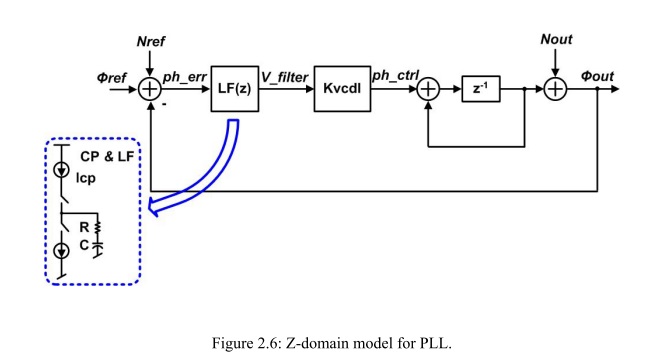 Nref
Nout
Φref
ph_err
LF(z)
V_filter
Kvcdl
ph_ctrl
z-1
Φout
-
CP & LF
Icp
R
C
Figure 2.6: Z-domain model for PLL.